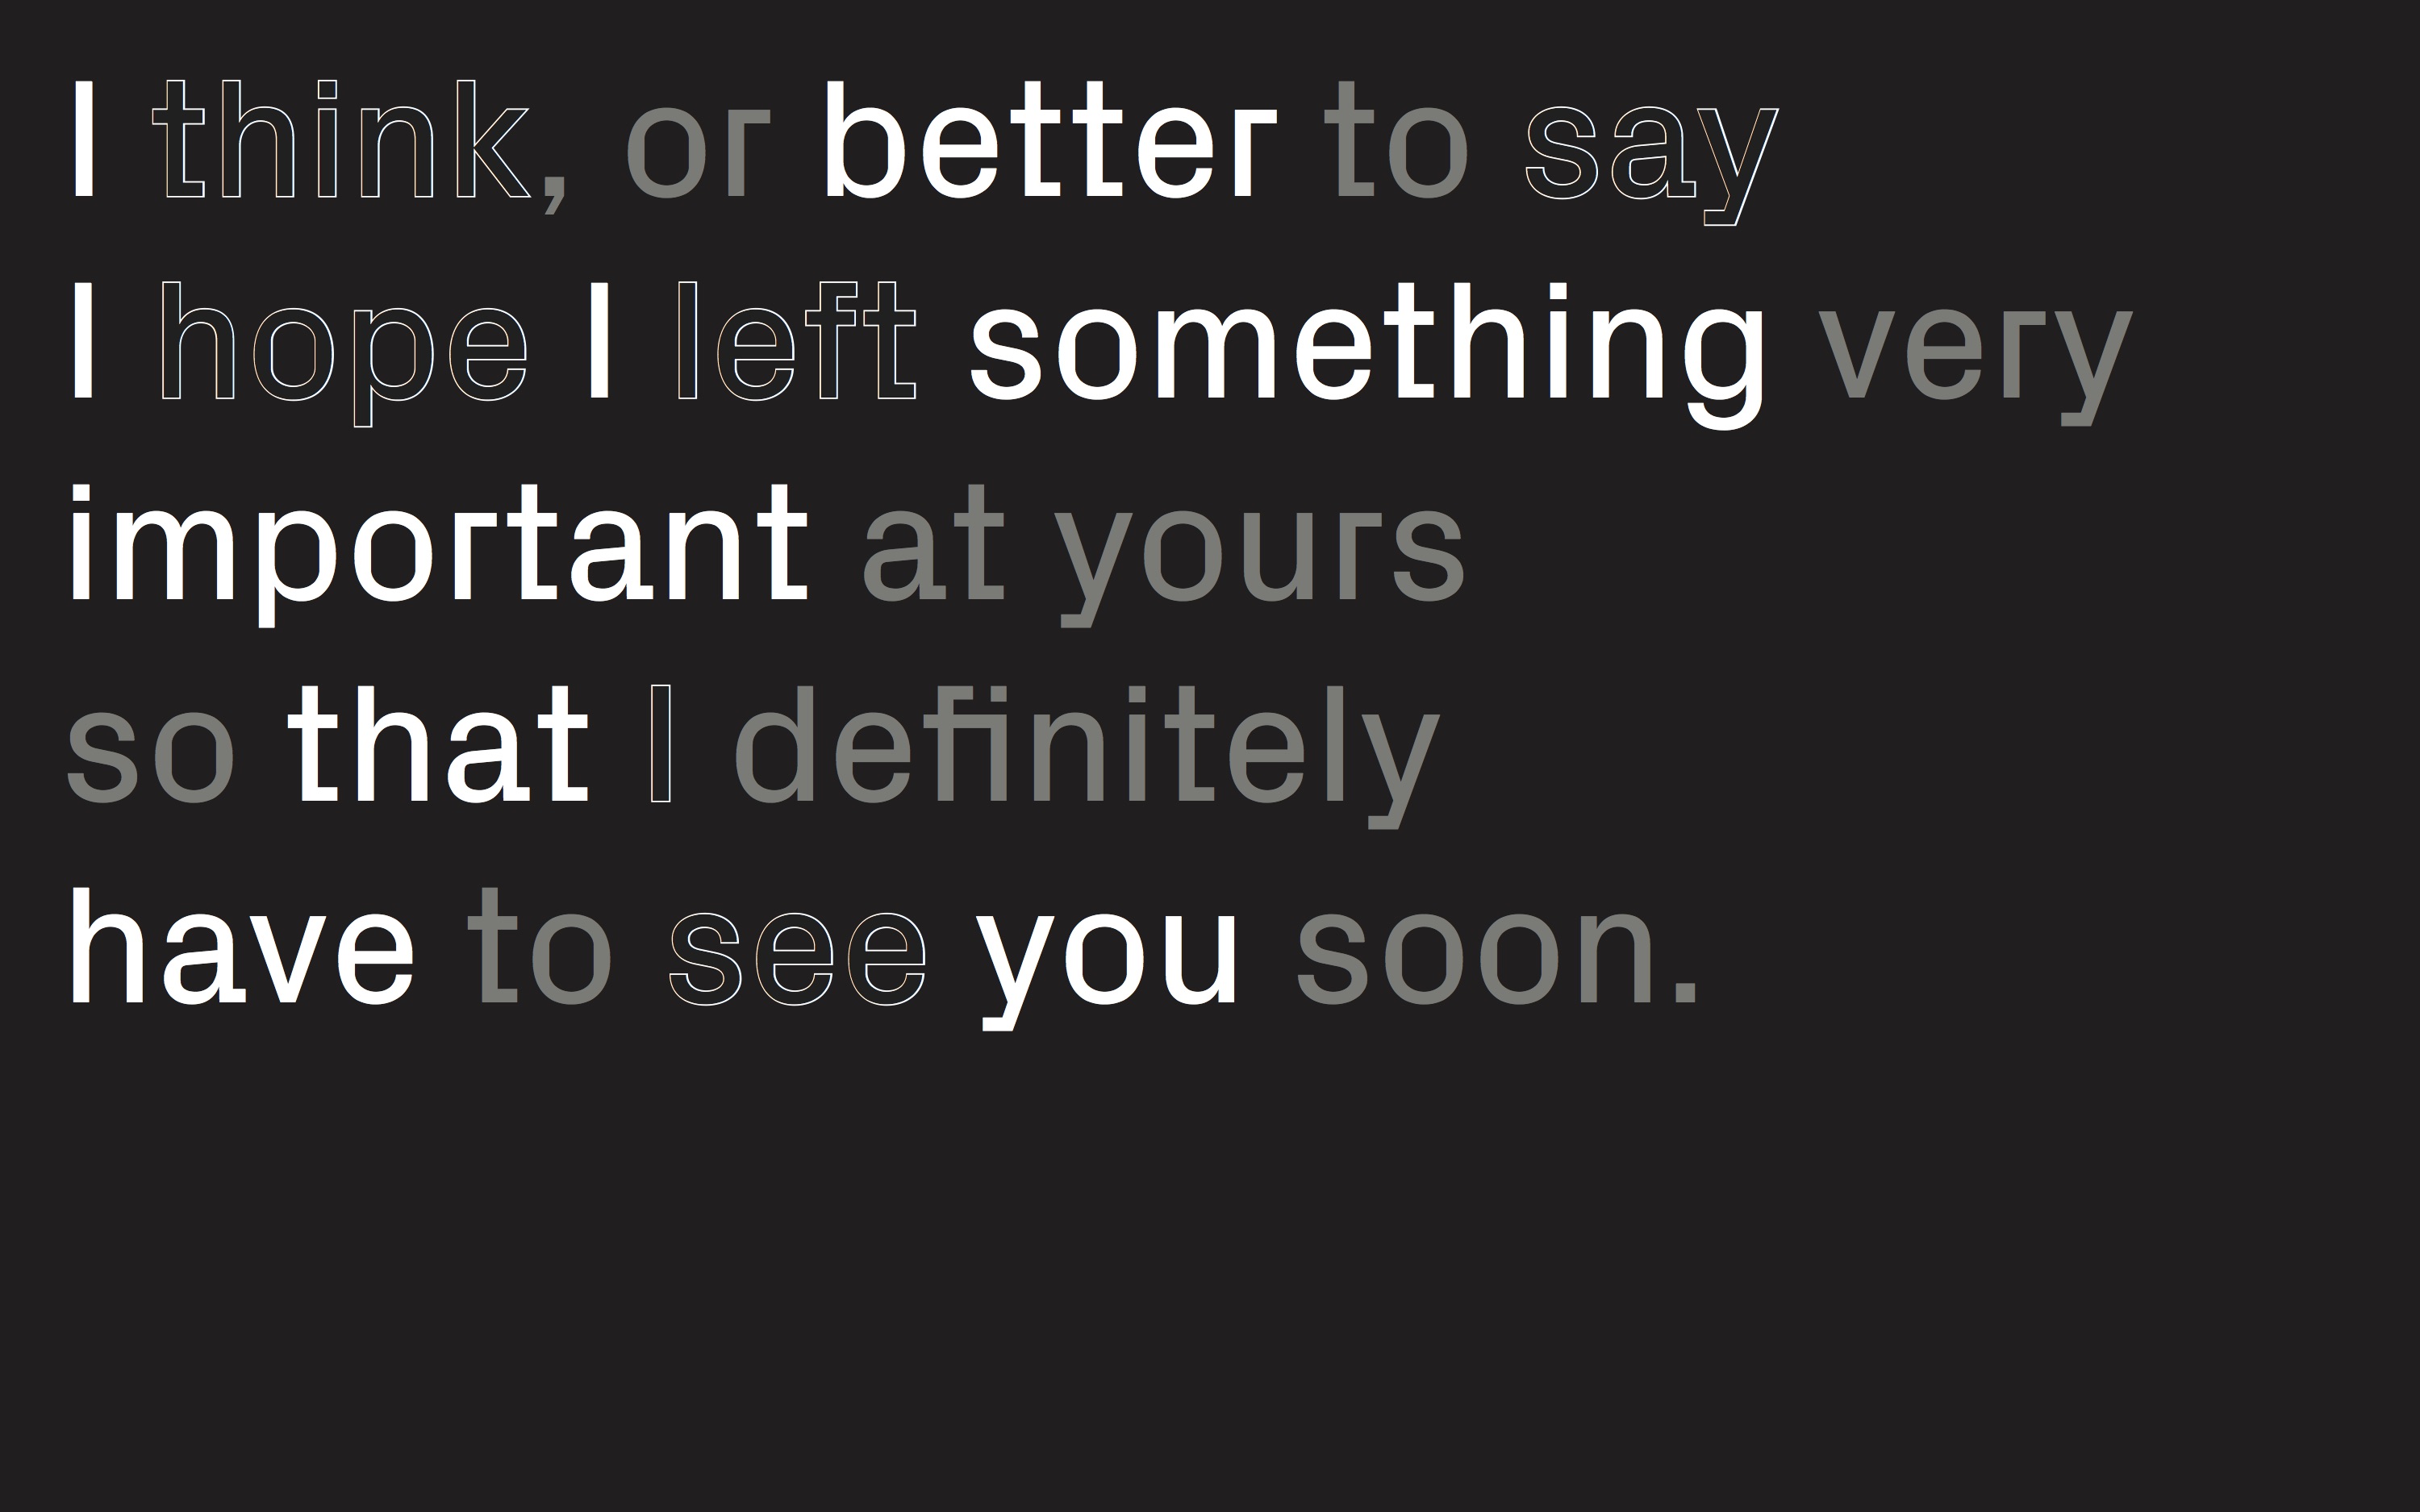 I think, or better to say
I hope I left something very
important at yours
so that I definitely
have to see you soon.